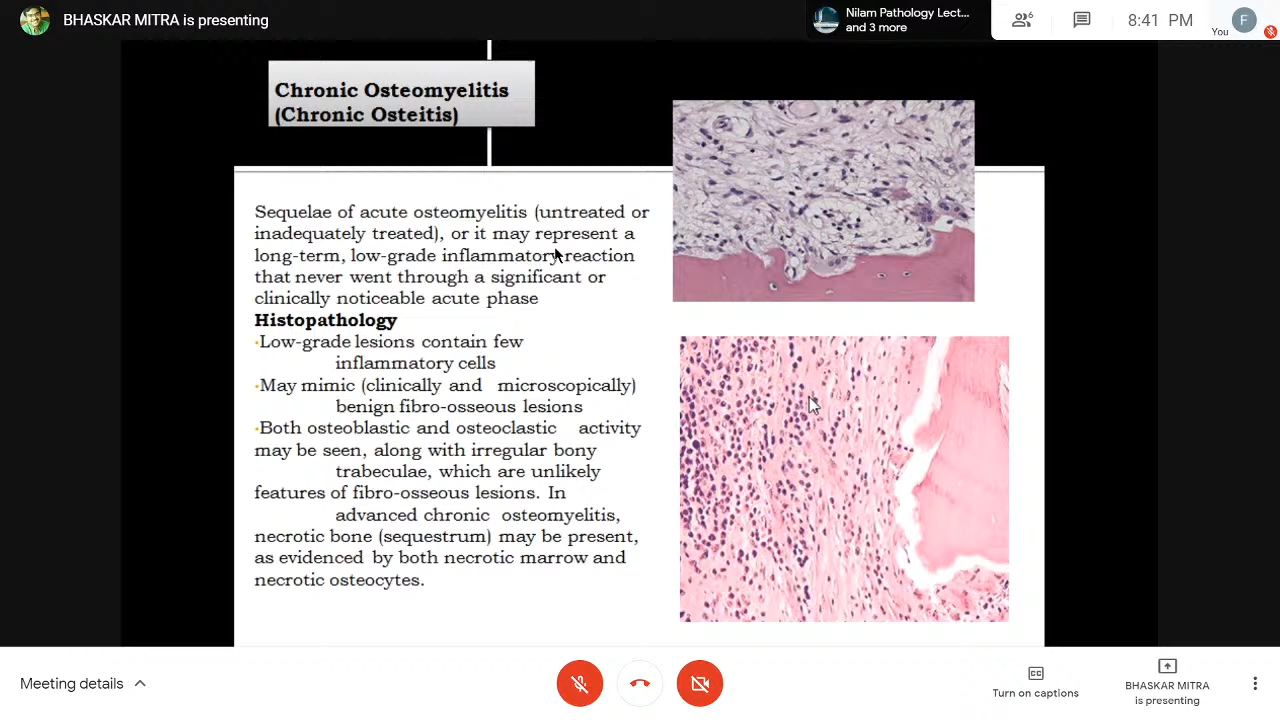 BHASKAR MITRA is presenting
Nilam Pathology Lect...
and 3 more
6
8:41 PM
F
You
Chronic Osteomyelitis
(Chronic Osteitis)
Sequelae of acute osteomyelitis (untreated or
inadequately treated), or it may represent a
long-term, low-grade inflammatory reaction
that never went through a significant or
clinically noticeable acute phase
Histopathology
·Low-grade lesions contain few
inflammatory cells
·May mimic (clinically and microscopically)
benign fibro-osseous lesions
·Both osteoblastic and osteoclastic activity
may be seen, along with irregular bony
trabeculae, which are unlikely
features of fibro-osseous lesions. In
advanced chronic osteomyelitis,
necrotic bone (sequestrum) may be present,
as evidenced by both necrotic marrow and
necrotic osteocytes.
Meeting details
CC
Turn on captions
BHASKAR MITRA
is presenting